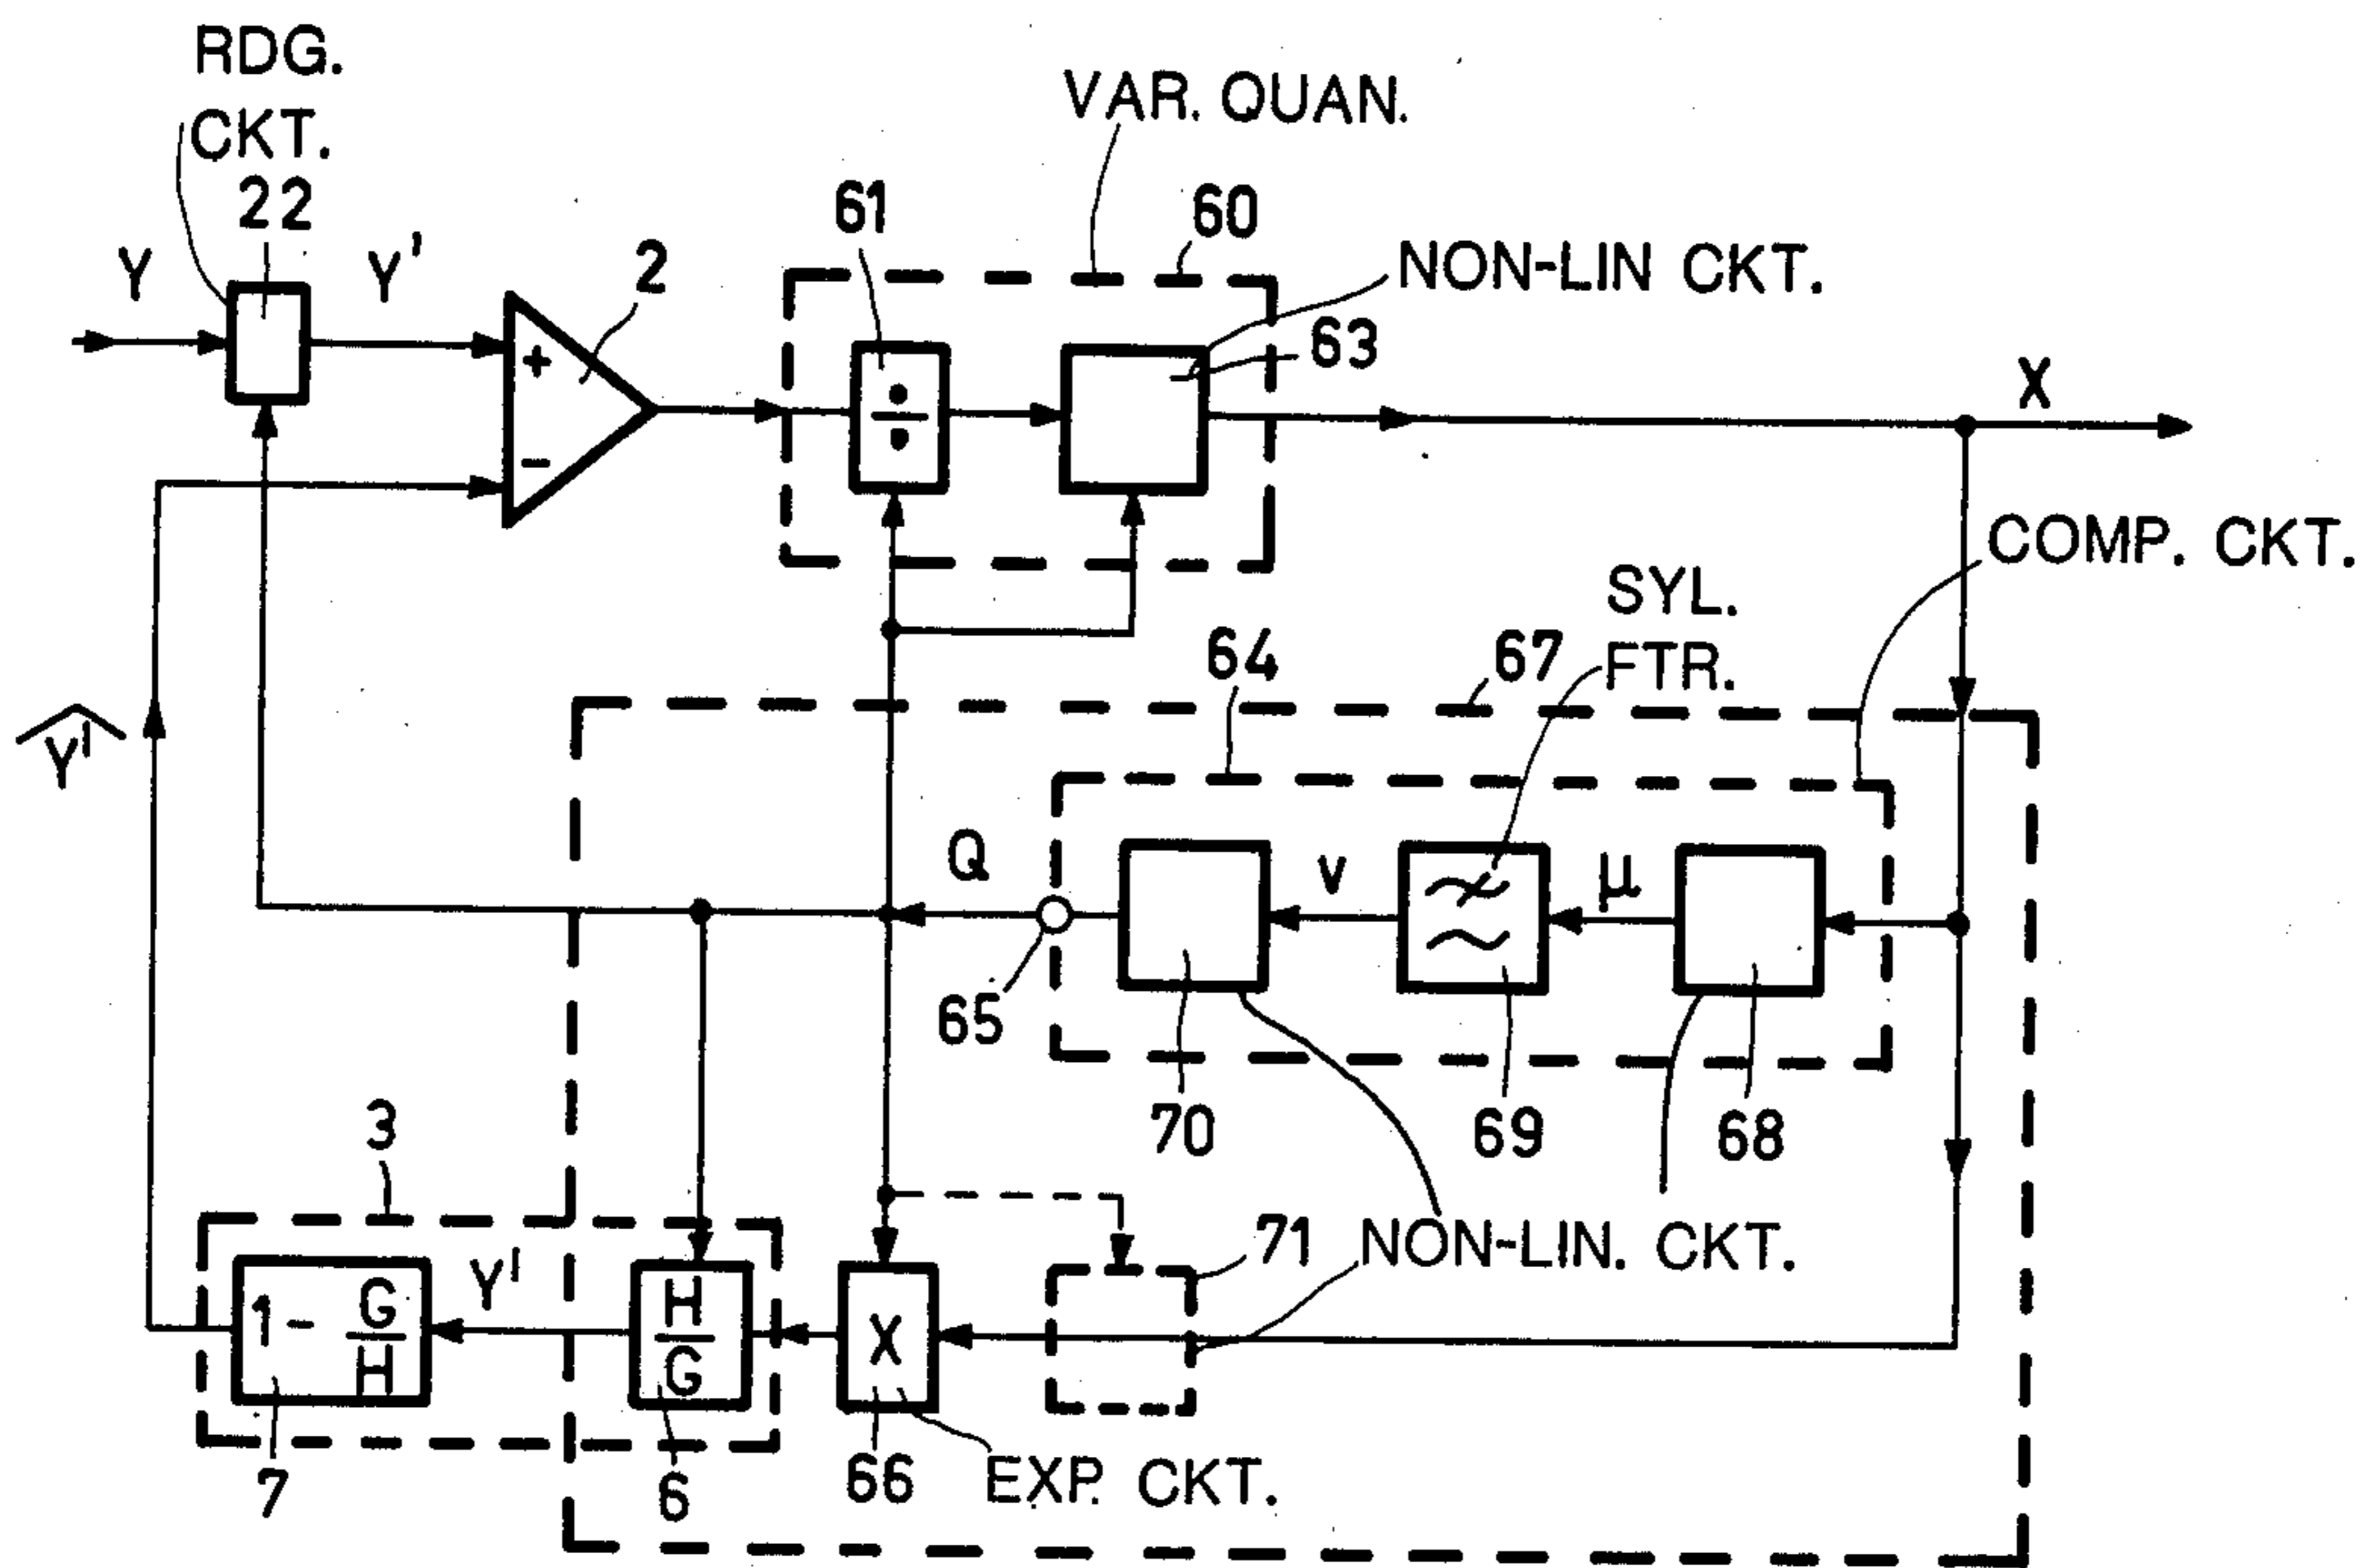 RDG.
CKT.
22
Y
Y'
2
+
−
61
÷
VAR. QUAN.
60
NON-LIN CKT.
63
X
COMP. CKT.
SYL.
FTR.
67
64
Y'
Q
65
V
μ
70
69
68
3
NON-LIN. CKT.
71
1 - G
H
Y'
H
G
X
7
6
66
EXP. CKT.